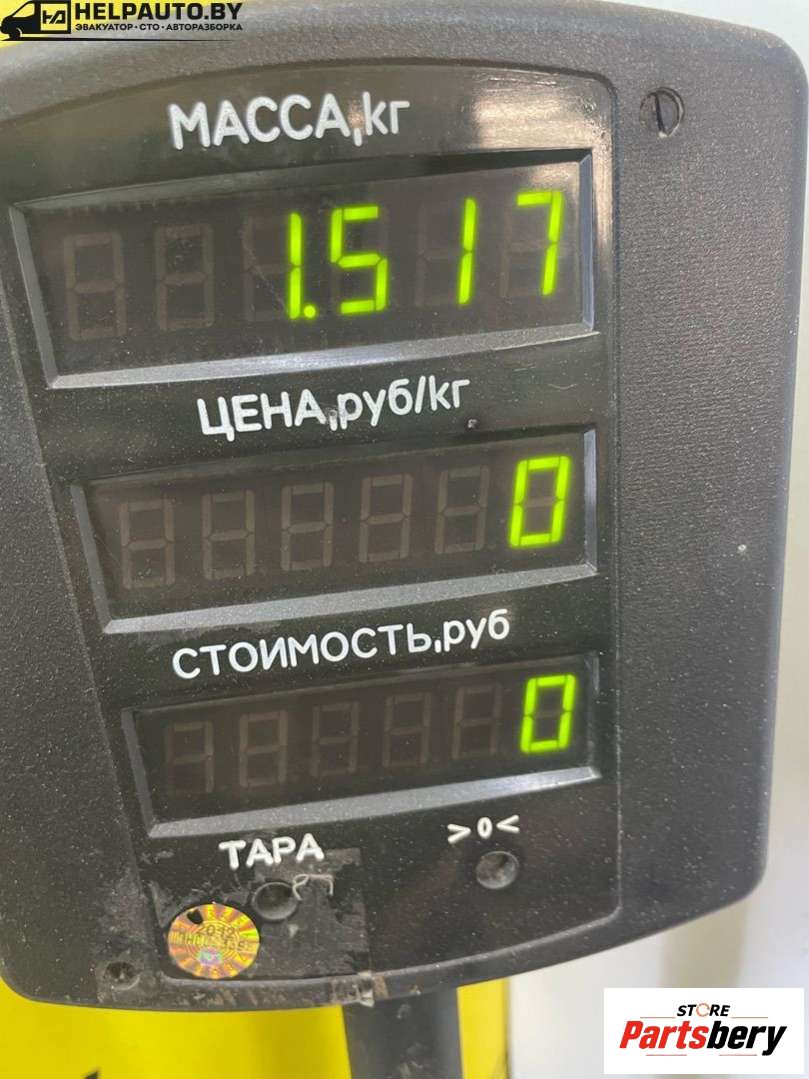 HELPAUTO.BY
ЭВАКУАТОР·СТО·АВТОРАЗБОРКА
МАССА,кг
1.517
ЦЕНА,руб/кг
0
СТОИМОСТЬ,руб
0
ТАРА >0<
STORE
Partsbery